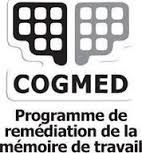 COGMED
Programme de
remédiation de la
mémoire de travail